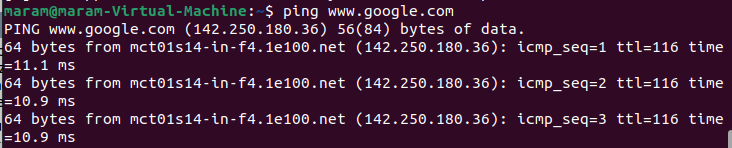 maram@maram-Virtual-Machine:~$ ping www.google.com
PING www.google.com (142.250.180.36) 56(84) bytes of data.
64 bytes from mct01s14-in-f4.1e100.net (142.250.180.36): icmp_seq=1 ttl=116 time
=11.1 ms
64 bytes from mct01s14-in-f4.1e100.net (142.250.180.36): icmp_seq=2 ttl=116 time
=10.9 ms
64 bytes from mct01s14-in-f4.1e100.net (142.250.180.36): icmp_seq=3 ttl=116 time
=10.9 ms